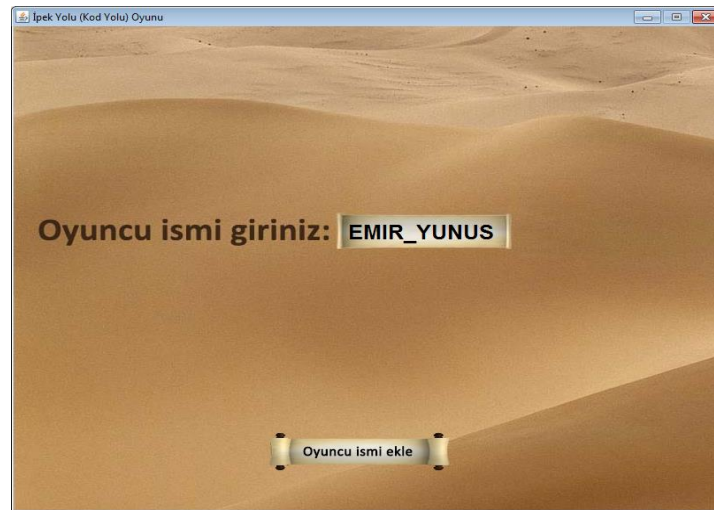 İpek Yolu (Kod Yolu) Oyunu
Oyuncu ismi giriniz: EMIR_YUNUS
Oyuncu ismi ekle